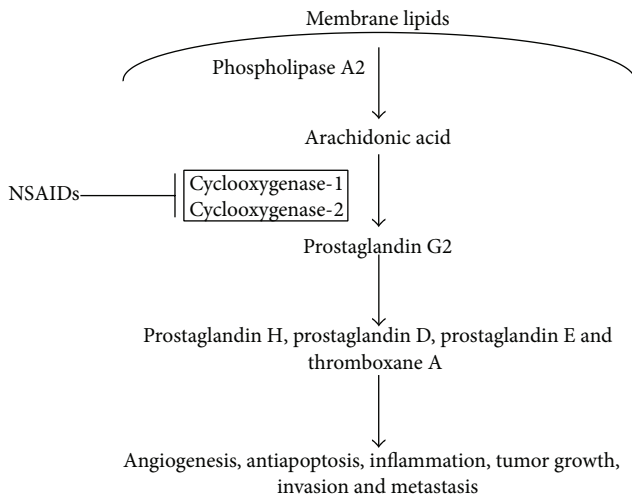 Membrane lipids
Phospholipase A2
Arachidonic acid
NSAIDs
Cyclooxygenase-1
Cyclooxygenase-2
Prostaglandin G2
Prostaglandin H, prostaglandin D, prostaglandin E and
thromboxane A
Angiogenesis, antiapoptosis, inflammation, tumor growth,
invasion and metastasis